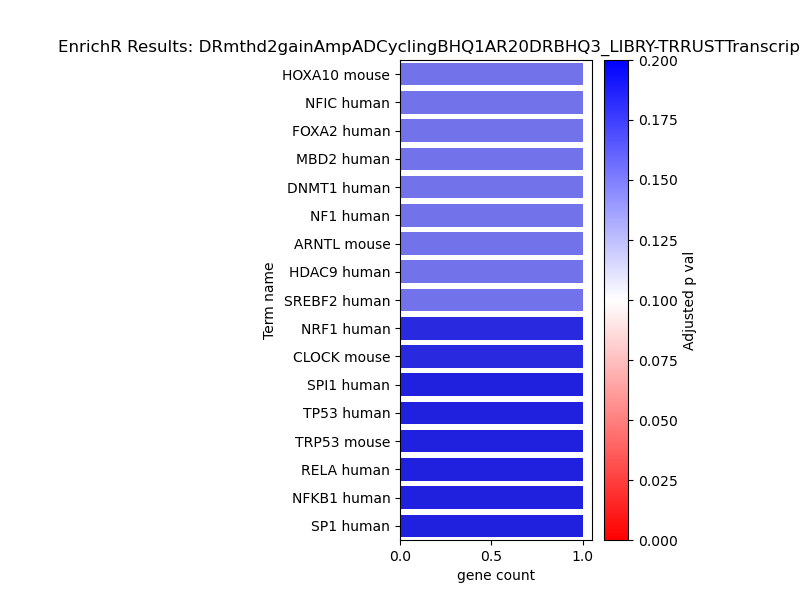 EnrichR Results: DRmthd2gainAmpADCyclingBHQ1AR20DRBHQ3_LIBRY-TRRUSTTranscrip
HOXA10 mouse
NFIC human
FOXA2 human
MBD2 human
DNMT1 human
NF1 human
ARNTL mouse
HDAC9 human
SREBF2 human
NRF1 human
CLOCK mouse
SPI1 human
TP53 human
TRP53 mouse
RELA human
NFKB1 human
SP1 human
Term name
0.0
0.5
1.0
gene count
0.200
0.175
0.150
0.125
0.100
0.075
0.050
0.025
0.000
Adjusted p val